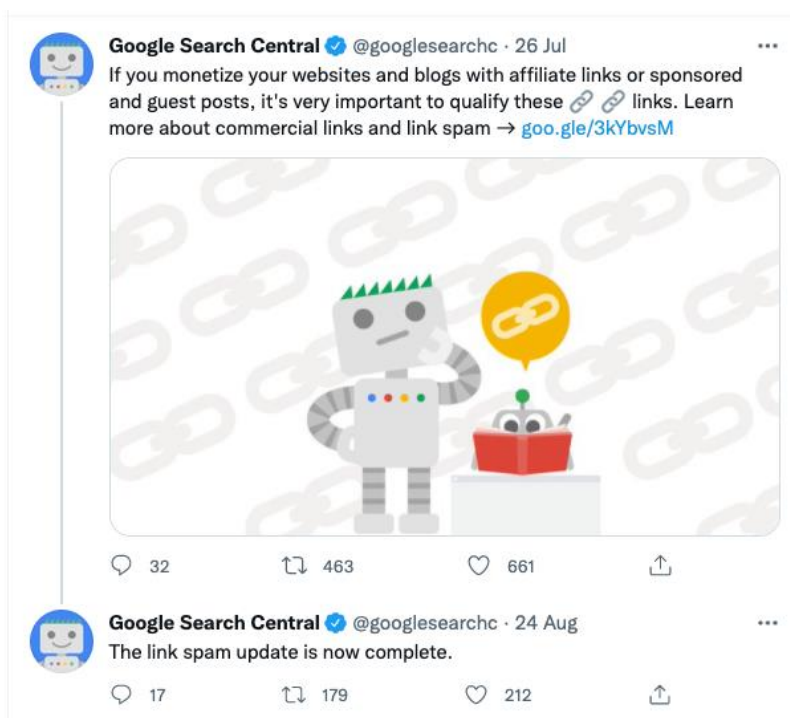 Google Search Central @googlesearchc · 26 Jul
If you monetize your websites and blogs with affiliate links or sponsored
and guest posts, it's very important to qualify these 🔗 🔗 links. Learn
more about commercial links and link spam → goo.gle/3kYbvsM
32 463 661
Google Search Central @googlesearchc · 24 Aug
The link spam update is now complete.
17 179 212